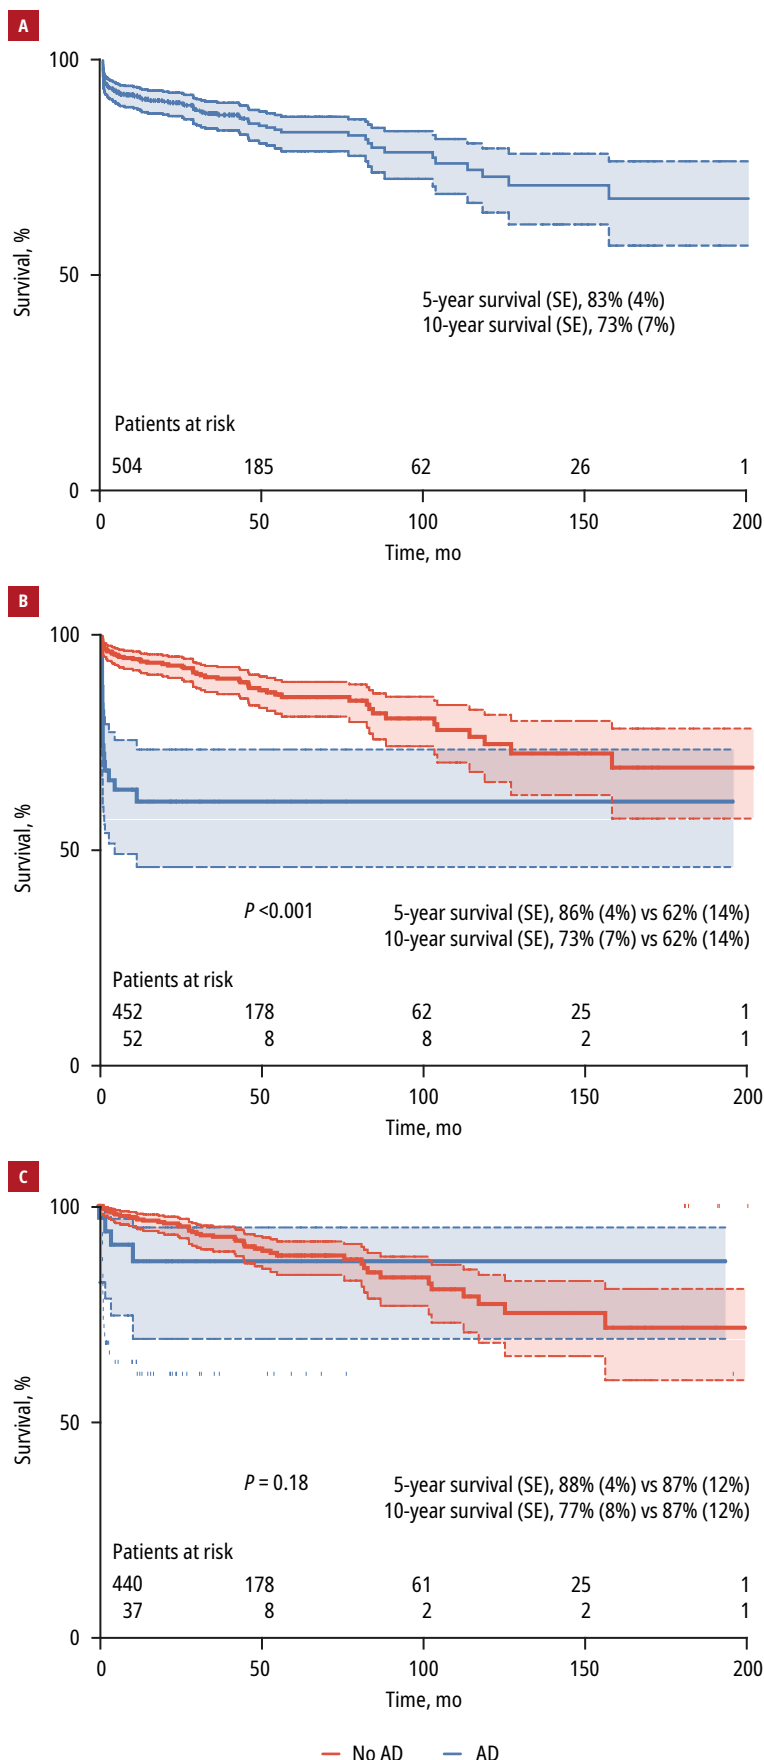 A
100
50
0
Survival, %
5-year survival (SE), 83% (4%)
10-year survival (SE), 73% (7%)
Patients at risk
504 185 62 26 1
0 50 100 150 200
Time, mo
B
100
50
0
Survival, %
P <0.001
5-year survival (SE), 86% (4%) vs 62% (14%)
10-year survival (SE), 73% (7%) vs 62% (14%)
Patients at risk
452 178 62 25 1
52 8 8 2 1
0 50 100 150 200
Time, mo
C
100
50
0
Survival, %
P = 0.18
5-year survival (SE), 88% (4%) vs 87% (12%)
10-year survival (SE), 77% (8%) vs 87% (12%)
Patients at risk
440 178 61 25 1
37 8 2 2 1
0 50 100 150 200
Time, mo
No AD AD